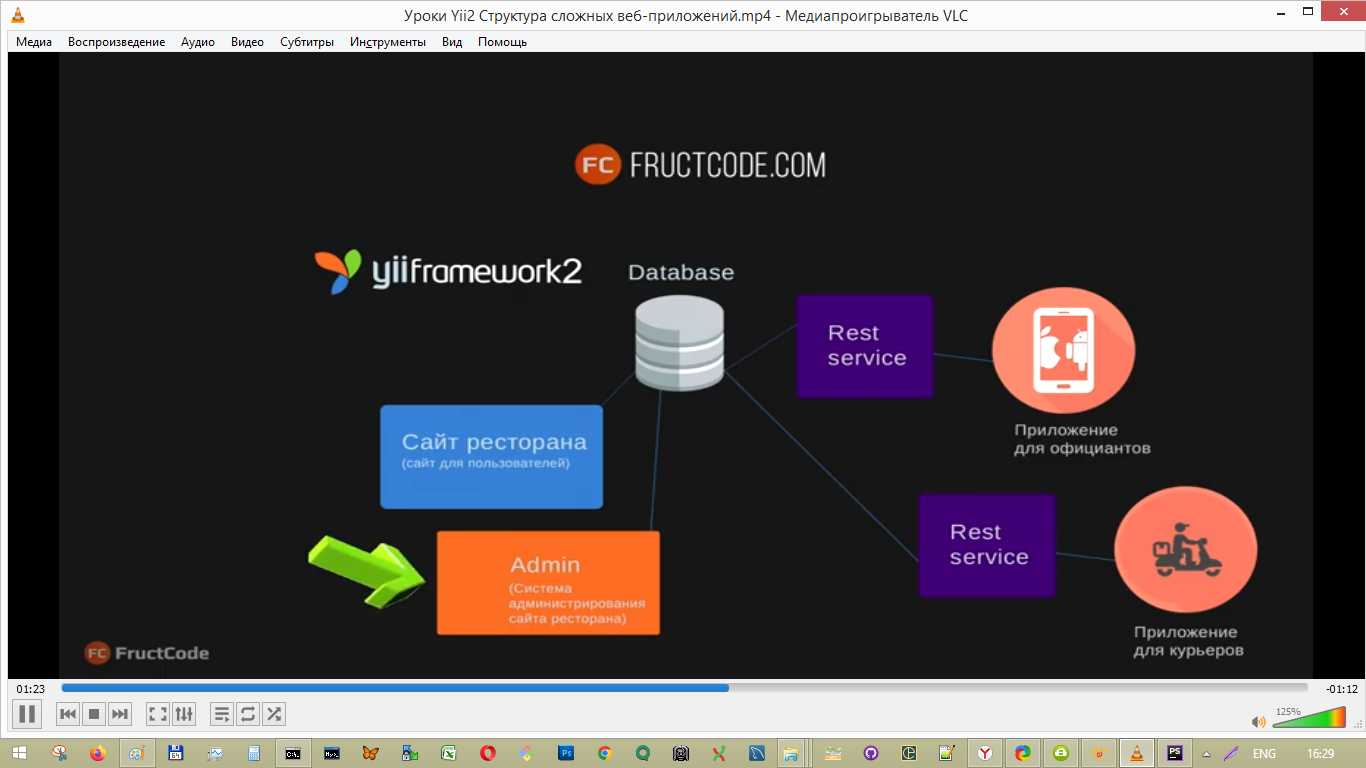 Уроки Yii2 Структура сложных веб-приложений.mp4 - Медиапроигрыватель VLC
Медиа Воспроизведение Аудио Видео Субтитры Инструменты Вид Помощь
FC FRUCTCODE.COM
yiiframework2
Database
Rest
service
Приложение
для официантов
Сайт ресторана
(сайт для пользователей)
Rest
service
Admin
(Система
администрирования
сайта ресторана)
Приложение
для курьеров
FC FructCode
01:23
-01:12
125%
ENG 16:29